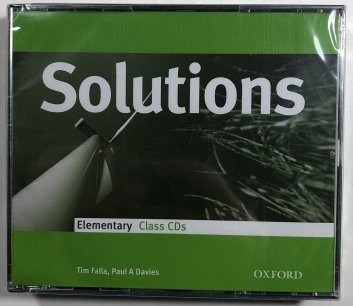 Solutions
Elementary Class CDs
Tim Falla, Paul A Davies
OXFORD